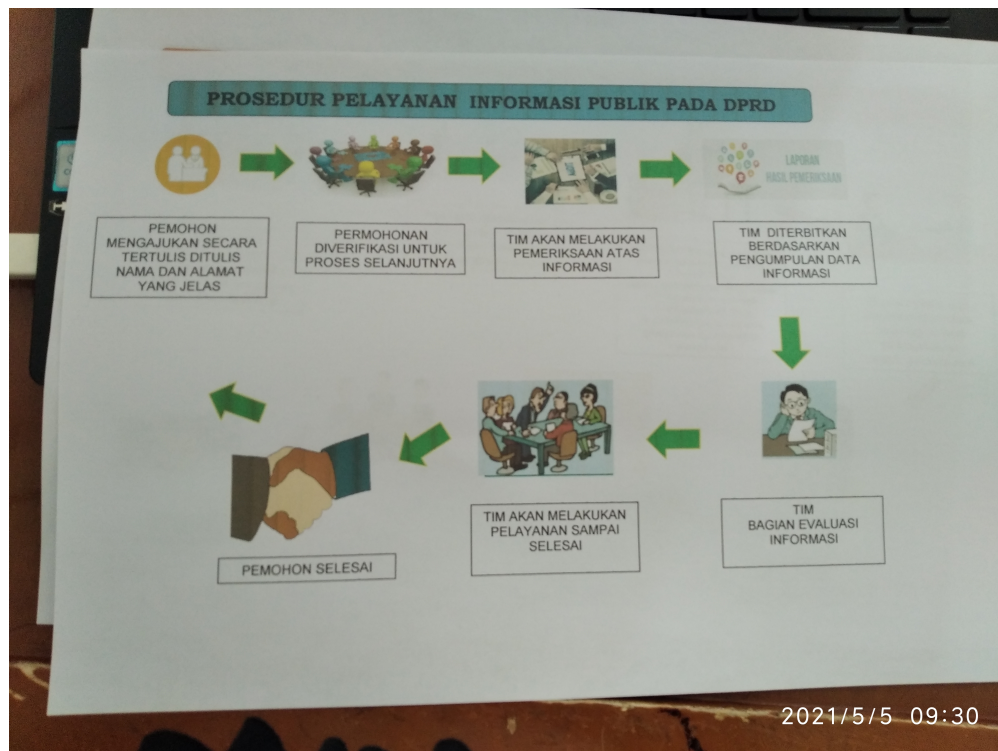 PROSEDUR PELAYANAN INFORMASI PUBLIK PADA DPRD
LAPORAN
HASIL PEMERIKSAAN
PEMOHON
MENGAJUKAN SECARA
TERTULIS DITULIS
NAMA DAN ALAMAT
YANG JELAS
PERMOHONAN
DIVERIFIKASI UNTUK
PROSES SELANJUTNYA
TIM AKAN MELAKUKAN
PEMERIKSAAN ATAS
INFORMASI
TIM DITERBITKAN
BERDASARKAN
PENGUMPULAN DATA
INFORMASI
TIM
BAGIAN EVALUASI
INFORMASI
TIM AKAN MELAKUKAN
PELAYANAN SAMPAI
SELESAI
PEMOHON SELESAI
2021/5/5 09:30